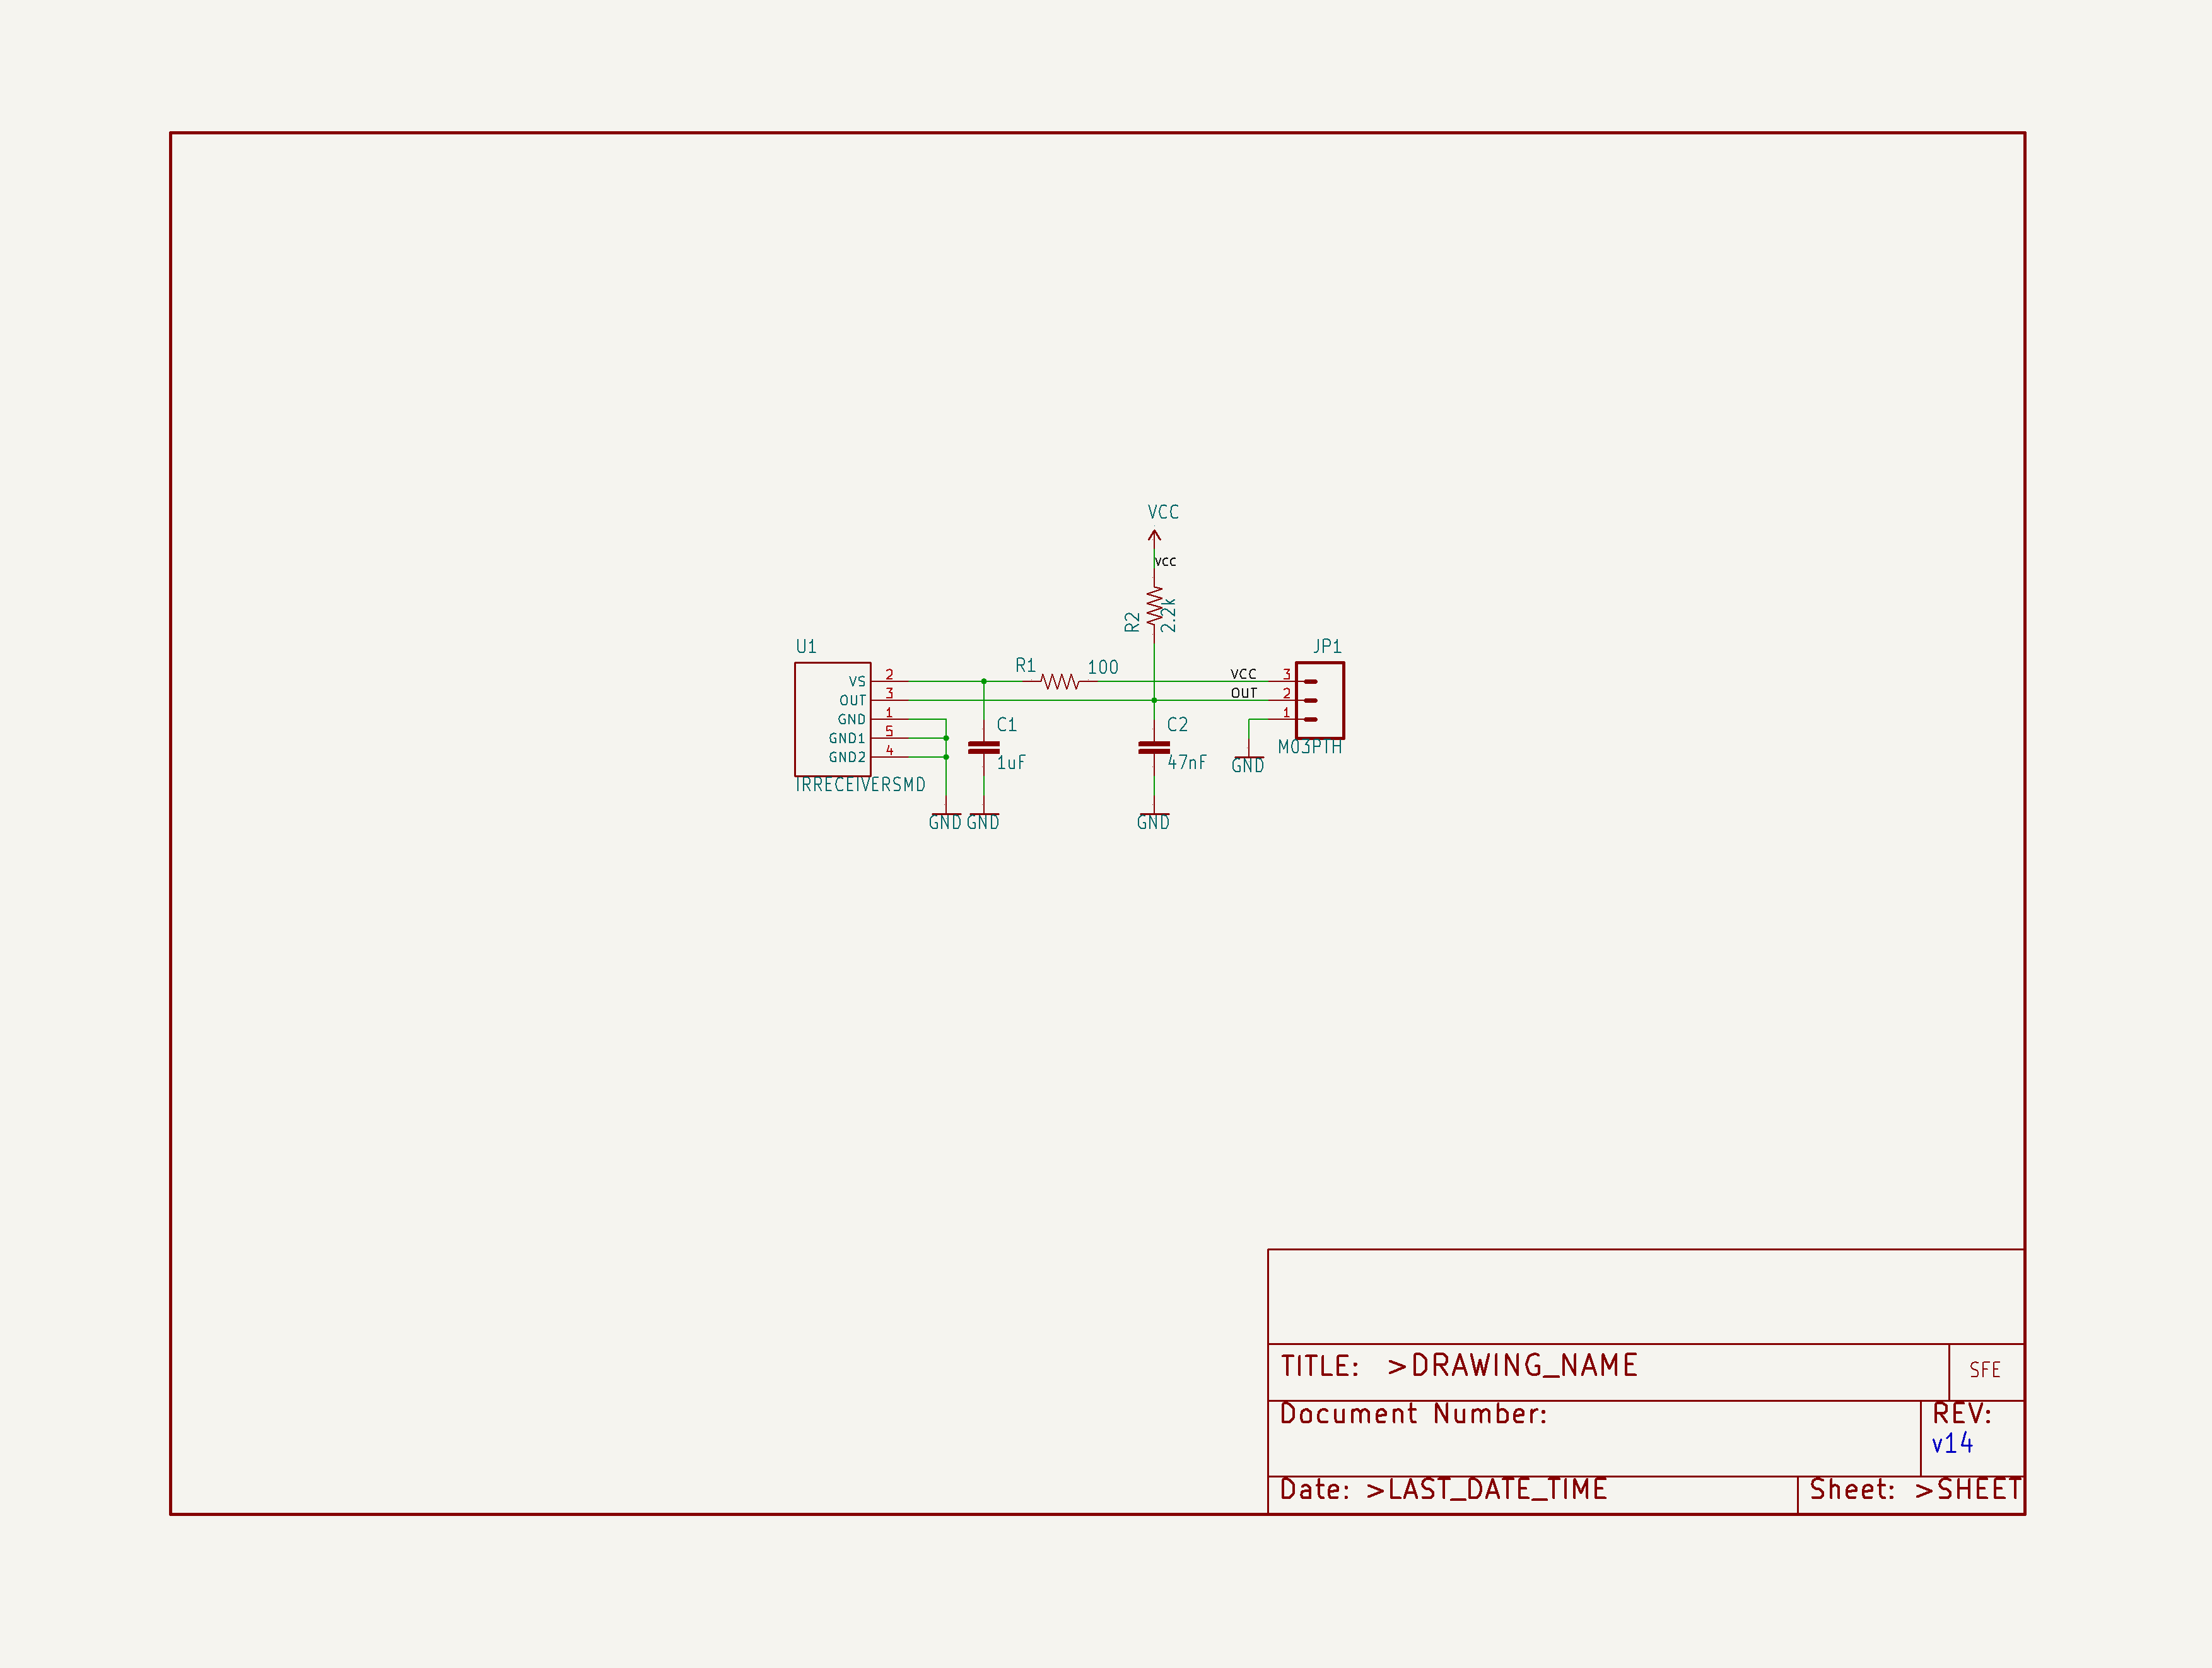 VCC
VCC
R2
2.2k
U1
JP1
R1
100
VCC
VS
2
3
OUT
OUT
3
2
GND
1
1
C1
C2
GND1
5
M03PTH
GND2
4
1uF
47nF
GND
IRRECEIVERSMD
GND
GND
GND
TITLE: >DRAWING_NAME
SFE
Document Number:
REV:
v14
Date: >LAST_DATE_TIME
Sheet: >SHEET